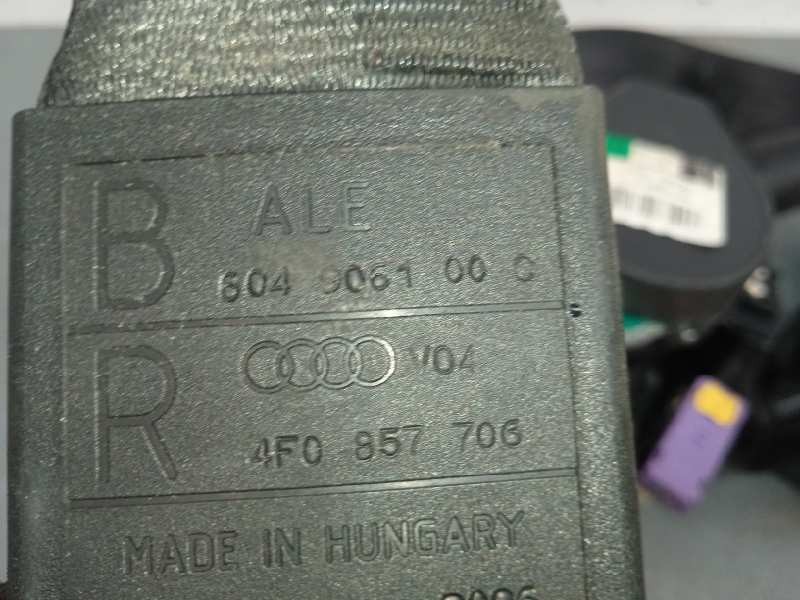 B
ALE
604 9061 00 C
R
V04
4F0 857 706
MADE IN HUNGARY